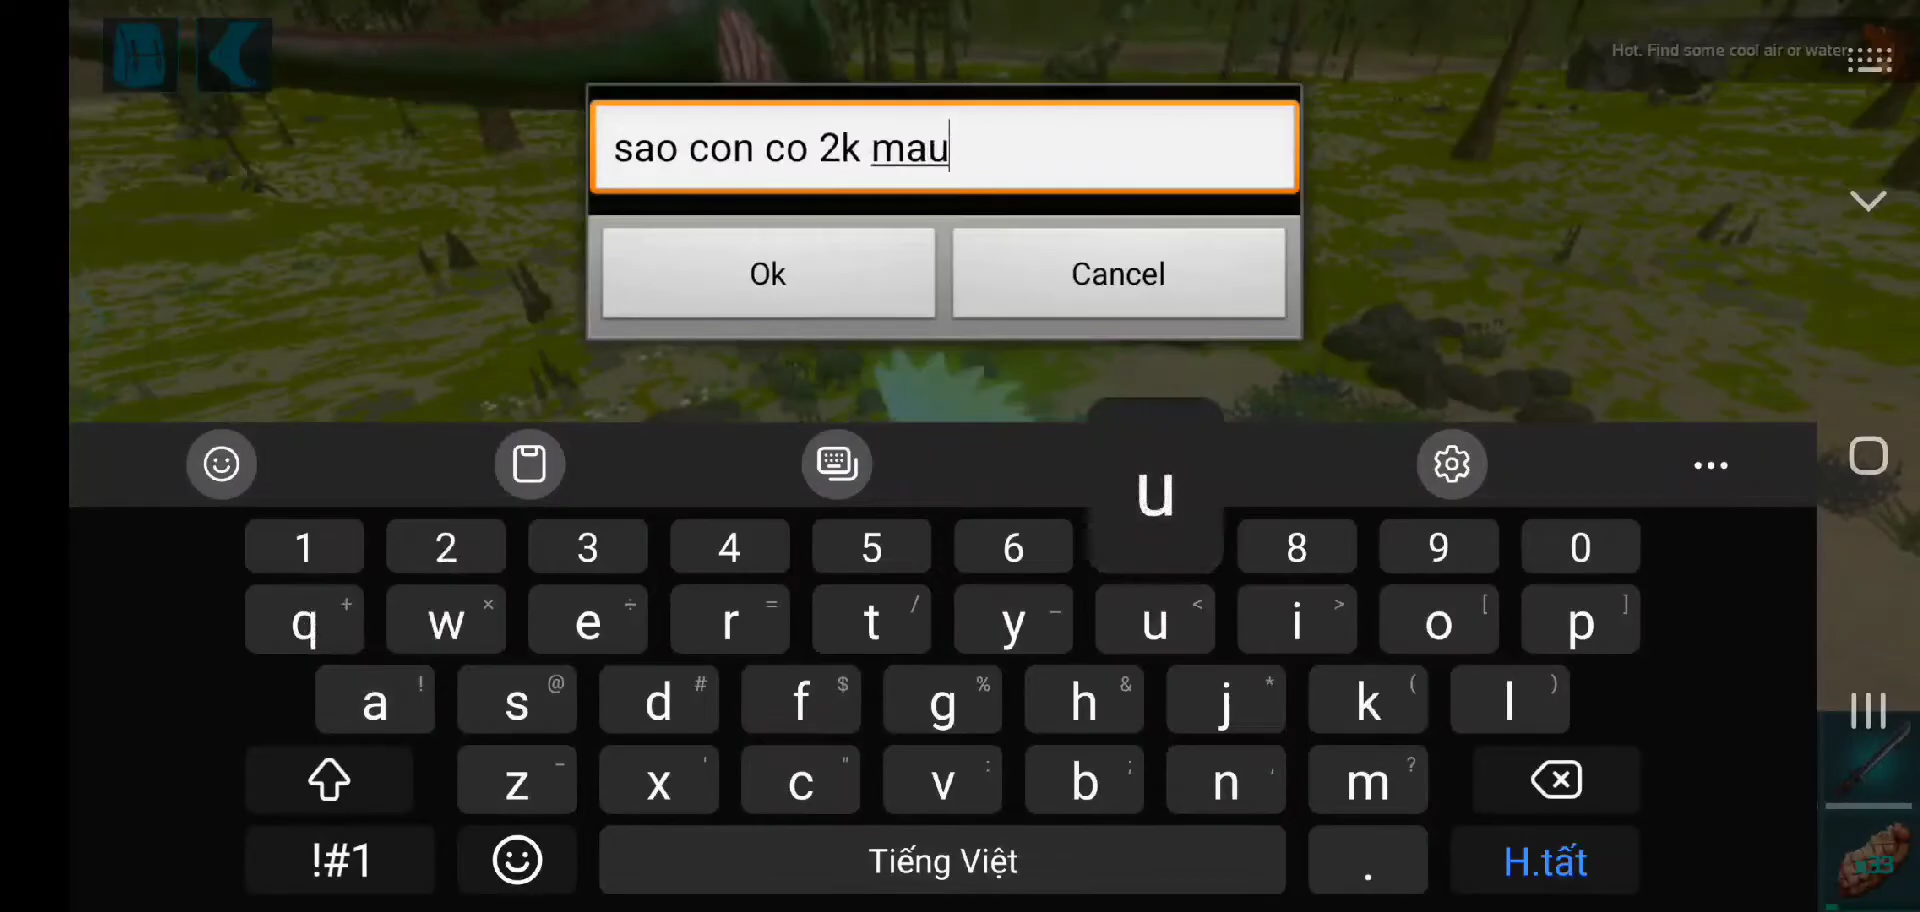 Hot. Find some cool air or water.
sao con co 2k mau
Ok Cancel
u
1 2 3 4 5 6 8 9 0
q + w × e ÷ r = t / y _ u < i > o [ p ]
a ! s @ d # f $ g % h & j * k ( l )
z - x ' c " v : b ; n , m ?
!#1 Tiếng Việt . H.tất
x33